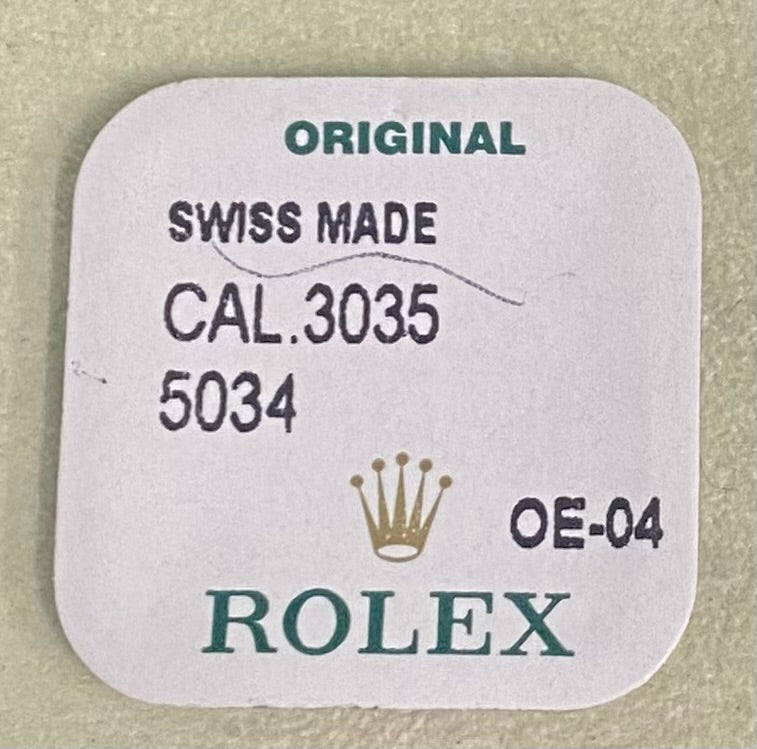 ORIGINAL
SWISS MADE
CAL.3035
5034
OE-04
ROLEX